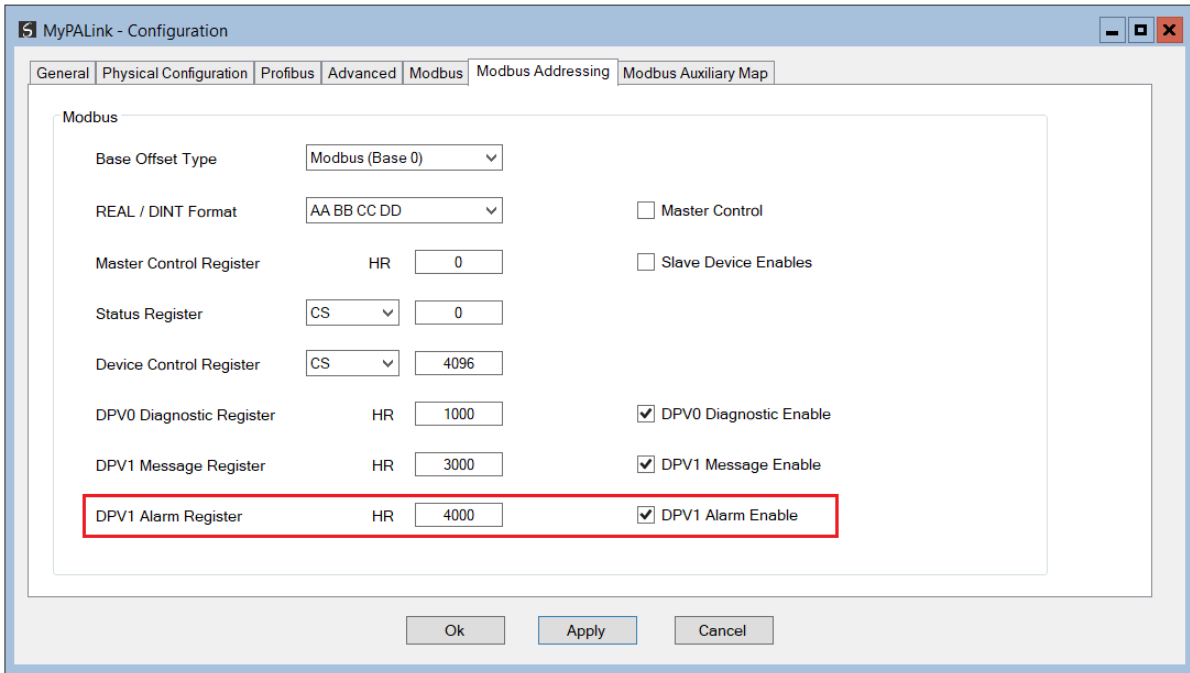 MyPALink - Configuration
General Physical Configuration Profibus Advanced Modbus Modbus Addressing Modbus Auxiliary Map
Modbus
Base Offset Type Modbus (Base 0)
REAL / DINT Format AA BB CC DD Master Control
Master Control Register HR 0 Slave Device Enables
Status Register CS 0
Device Control Register CS 4096
DPV0 Diagnostic Register HR 1000 DPV0 Diagnostic Enable
DPV1 Message Register HR 3000 DPV1 Message Enable
DPV1 Alarm Register HR 4000 DPV1 Alarm Enable
Ok Apply Cancel